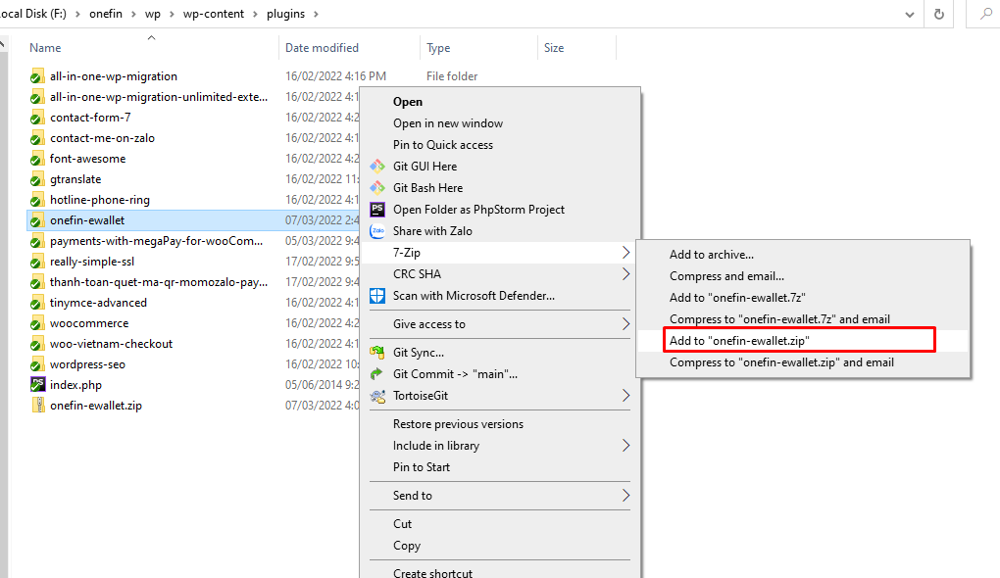 ocal Disk (F:) > onefin > wp > wp-content > plugins >
Name Date modified Type Size
all-in-one-wp-migration 16/02/2022 4:16 PM File folder
all-in-one-wp-migration-unlimited-exte... 16/02/2022 4:1
contact-form-7 16/02/2022 4:2
contact-me-on-zalo 16/02/2022 4:1
font-awesome 16/02/2022 4:2
gtranslate 16/02/2022 11:
hotline-phone-ring 16/02/2022 4:1
onefin-ewallet 07/03/2022 2:4
payments-with-megaPay-for-wooCom... 05/03/2022 9:4
really-simple-ssl 17/02/2022 9:5
thanh-toan-quet-ma-qr-momozalo-pay... 17/02/2022 9:4
tinymce-advanced 16/02/2022 4:1
woocommerce 16/02/2022 4:2
woo-vietnam-checkout 16/02/2022 4:1
wordpress-seo 16/02/2022 10:
index.php 05/06/2014 9:2
onefin-ewallet.zip 07/03/2022 4:0
Open
Open in new window
Pin to Quick access
Git GUI Here
Git Bash Here
PS Open Folder as PhpStorm Project
Zalo Share with Zalo
7-Zip
CRC SHA
Scan with Microsoft Defender...
Give access to
Git Sync...
Git Commit -> "main"...
TortoiseGit
Restore previous versions
Include in library
Pin to Start
Send to
Cut
Copy
Create shortcut
Add to archive...
Compress and email...
Add to "onefin-ewallet.7z"
Compress to "onefin-ewallet.7z" and email
Add to "onefin-ewallet.zip"
Compress to "onefin-ewallet.zip" and email